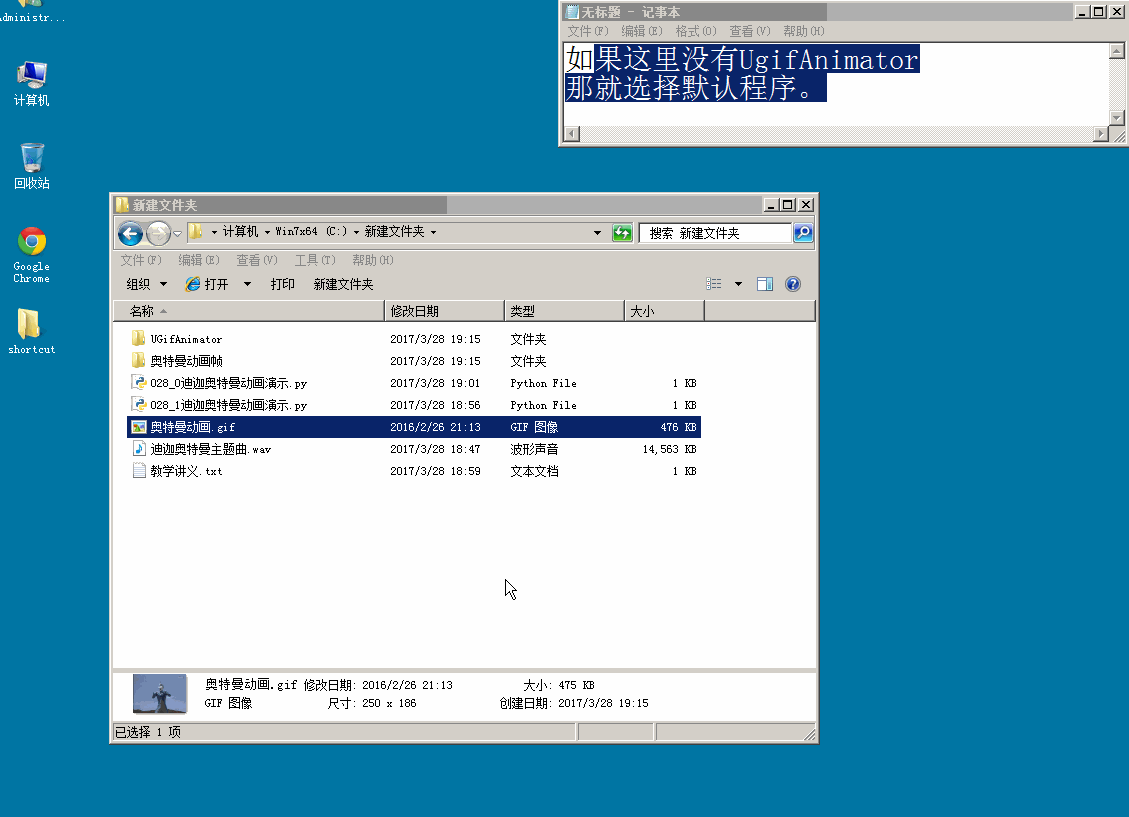 Administr...
计算机
回收站
Google
Chrome
shortcut
无标题 - 记事本
文件(F) 编辑(E) 格式(O) 查看(V) 帮助(H)
如果这里没有UgifAnimator
那就选择默认程序。
新建文件夹
计算机 Win7x64 (C:) 新建文件夹
搜索 新建文件夹
文件(F) 编辑(E) 查看(V) 工具(T) 帮助(H)
组织 打开 打印 新建文件夹
名称 修改日期 类型 大小
UGifAnimator 2017/3/28 19:15 文件夹
奥特曼动画帧 2017/3/28 19:15 文件夹
028_0迪迦奥特曼动画演示.py 2017/3/28 19:01 Python File 1 KB
028_1迪迦奥特曼动画演示.py 2017/3/28 18:56 Python File 1 KB
奥特曼动画.gif 2016/2/26 21:13 GIF 图像 476 KB
迪迦奥特曼主题曲.wav 2017/3/28 18:47 波形声音 14,563 KB
教学讲义.txt 2017/3/28 18:59 文本文档 1 KB
奥特曼动画.gif 修改日期: 2016/2/26 21:13 大小: 475 KB
GIF 图像 尺寸: 250 x 186 创建日期: 2017/3/28 19:15
已选择 1 项